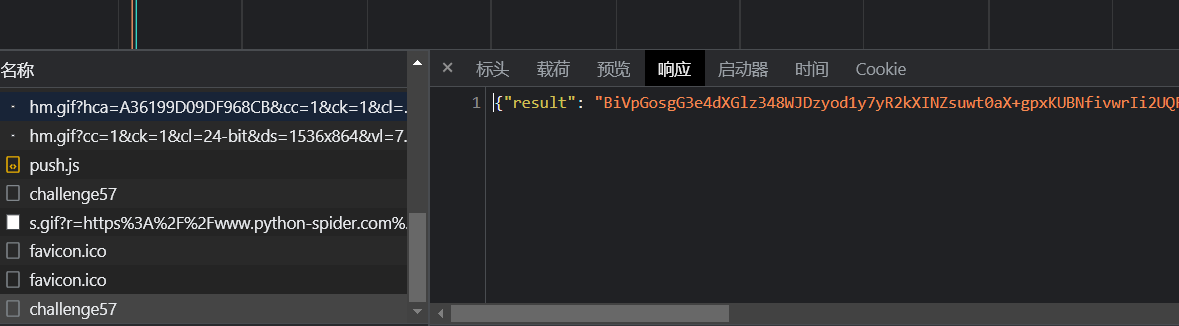 名称
hm.gif?hca=A36199D09DF968CB&cc=1&ck=1&cl=...
hm.gif?cc=1&ck=1&cl=24-bit&ds=1536x864&vl=7...
push.js
challenge57
s.gif?r=https%3A%2F%2Fwww.python-spider.com%...
favicon.ico
favicon.ico
challenge57
× 标头 载荷 预览 响应 启动器 时间 Cookie
1 {"result": "BiVpGosgG3e4dXGlz348WJDzyod1y7yR2kXINZsuwt0aX+gpxKUBNfivwrIi2UQF